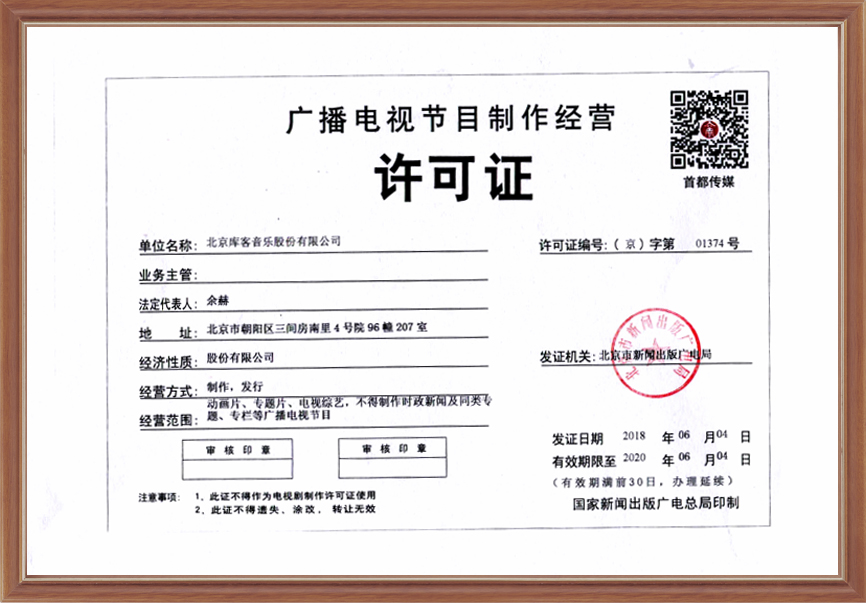 广播电视节目制作经营
许可证
首都传媒
单位名称：北京库客音乐股份有限公司
业务主管：
法定代表人：余赫
地 址：北京市朝阳区三间房南里4号院96幢207室
经济性质：股份有限公司
经营方式：制作，发行
经营范围：动画片、专题片、电视综艺，不得制作时政新闻及同类专
题、专栏等广播电视节目
审核印章
审核印章
注意事项：1、此证不得作为电视剧制作许可证使用
2、此证不得遗失、涂改，转让无效
许可证编号：（京）字第 01374 号
发证机关：北京市新闻出版广电局
北京市新闻出版广电局
发证日期 2018 年 06 月 04 日
有效期限至 2020 年 06 月 04 日
（有效期满前30日，办理延续）
国家新闻出版广电总局印制